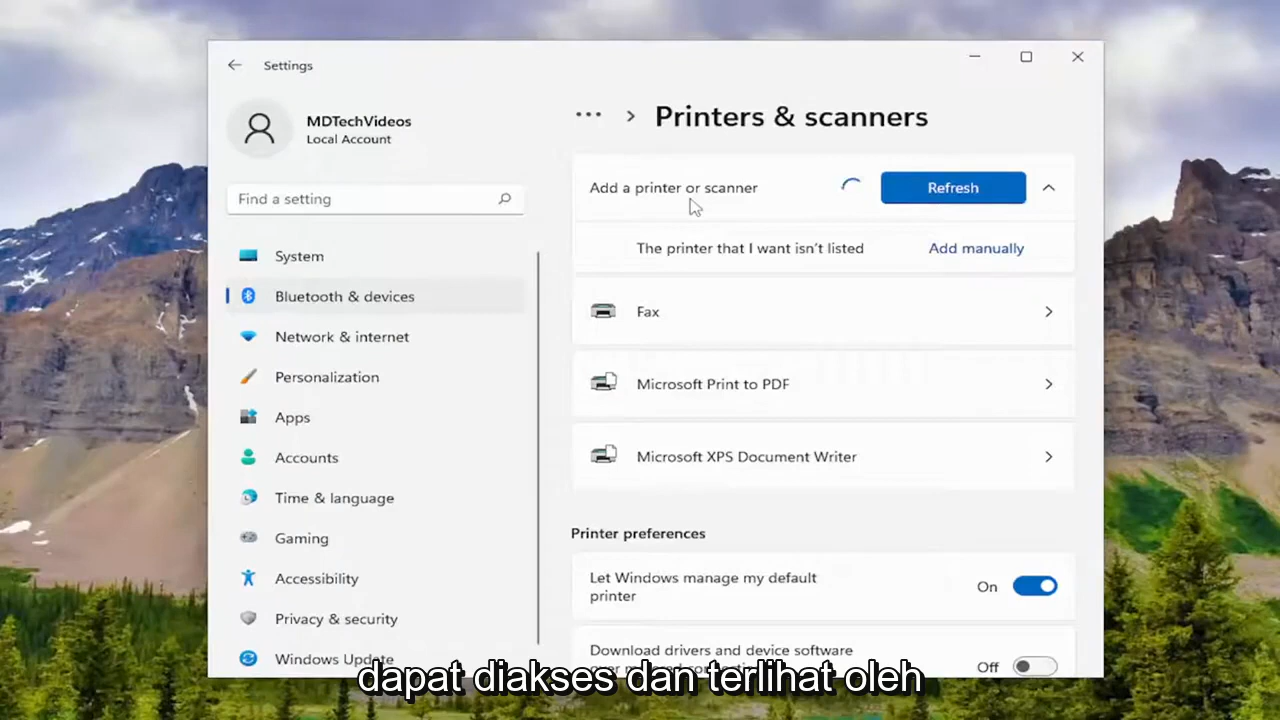 Settings
MDTechVideos
Local Account
Find a setting
System
Bluetooth & devices
Network & internet
Personalization
Apps
Accounts
Time & language
Gaming
Accessibility
Privacy & security
Windows Update
Printers & scanners
Add a printer or scanner
Refresh
The printer that I want isn't listed
Add manually
Fax
Microsoft Print to PDF
Microsoft XPS Document Writer
Printer preferences
Let Windows manage my default
printer
On
Download drivers and device software
Off
dapat diakses dan terlihat oleh